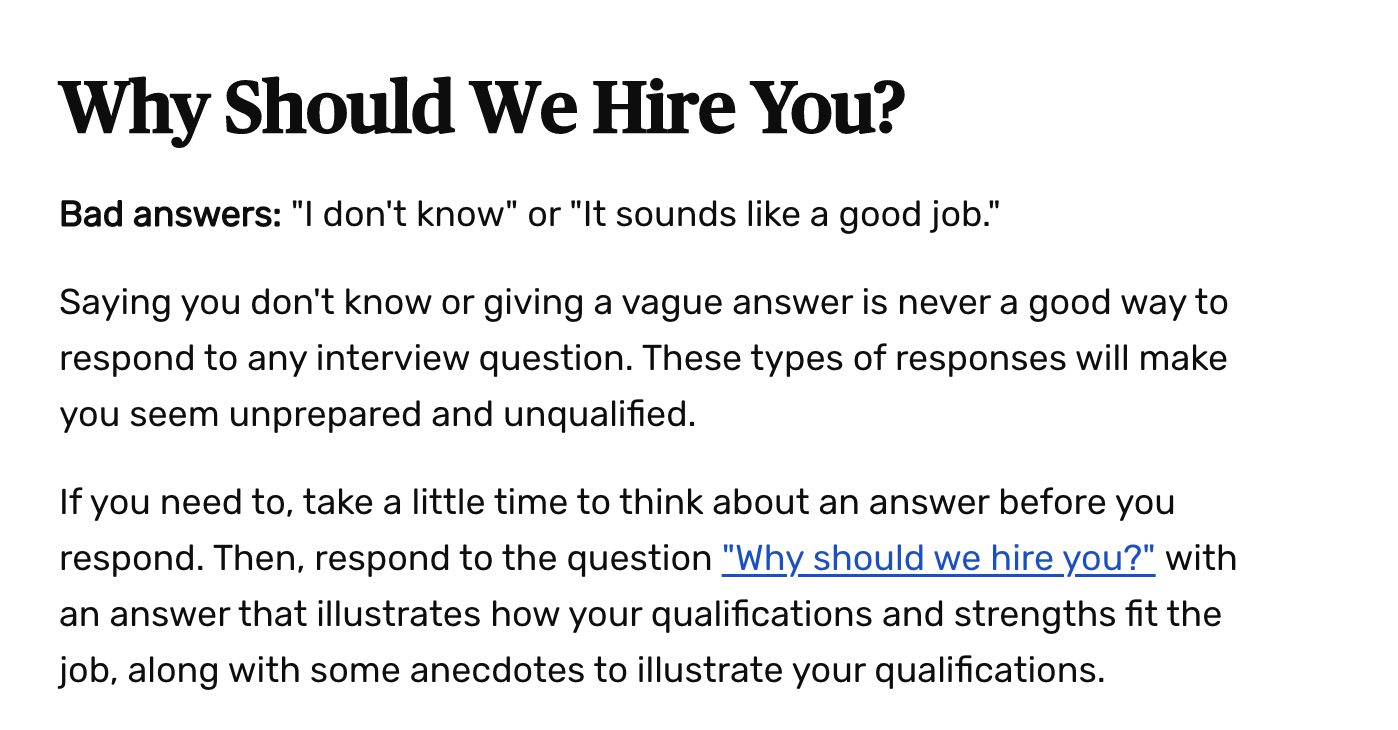 Why Should We Hire You?
Bad answers: "I don't know" or "It sounds like a good job."
Saying you don't know or giving a vague answer is never a good way to
respond to any interview question. These types of responses will make
you seem unprepared and unqualified.
If you need to, take a little time to think about an answer before you
respond. Then, respond to the question "Why should we hire you?" with
an answer that illustrates how your qualifications and strengths fit the
job, along with some anecdotes to illustrate your qualifications.